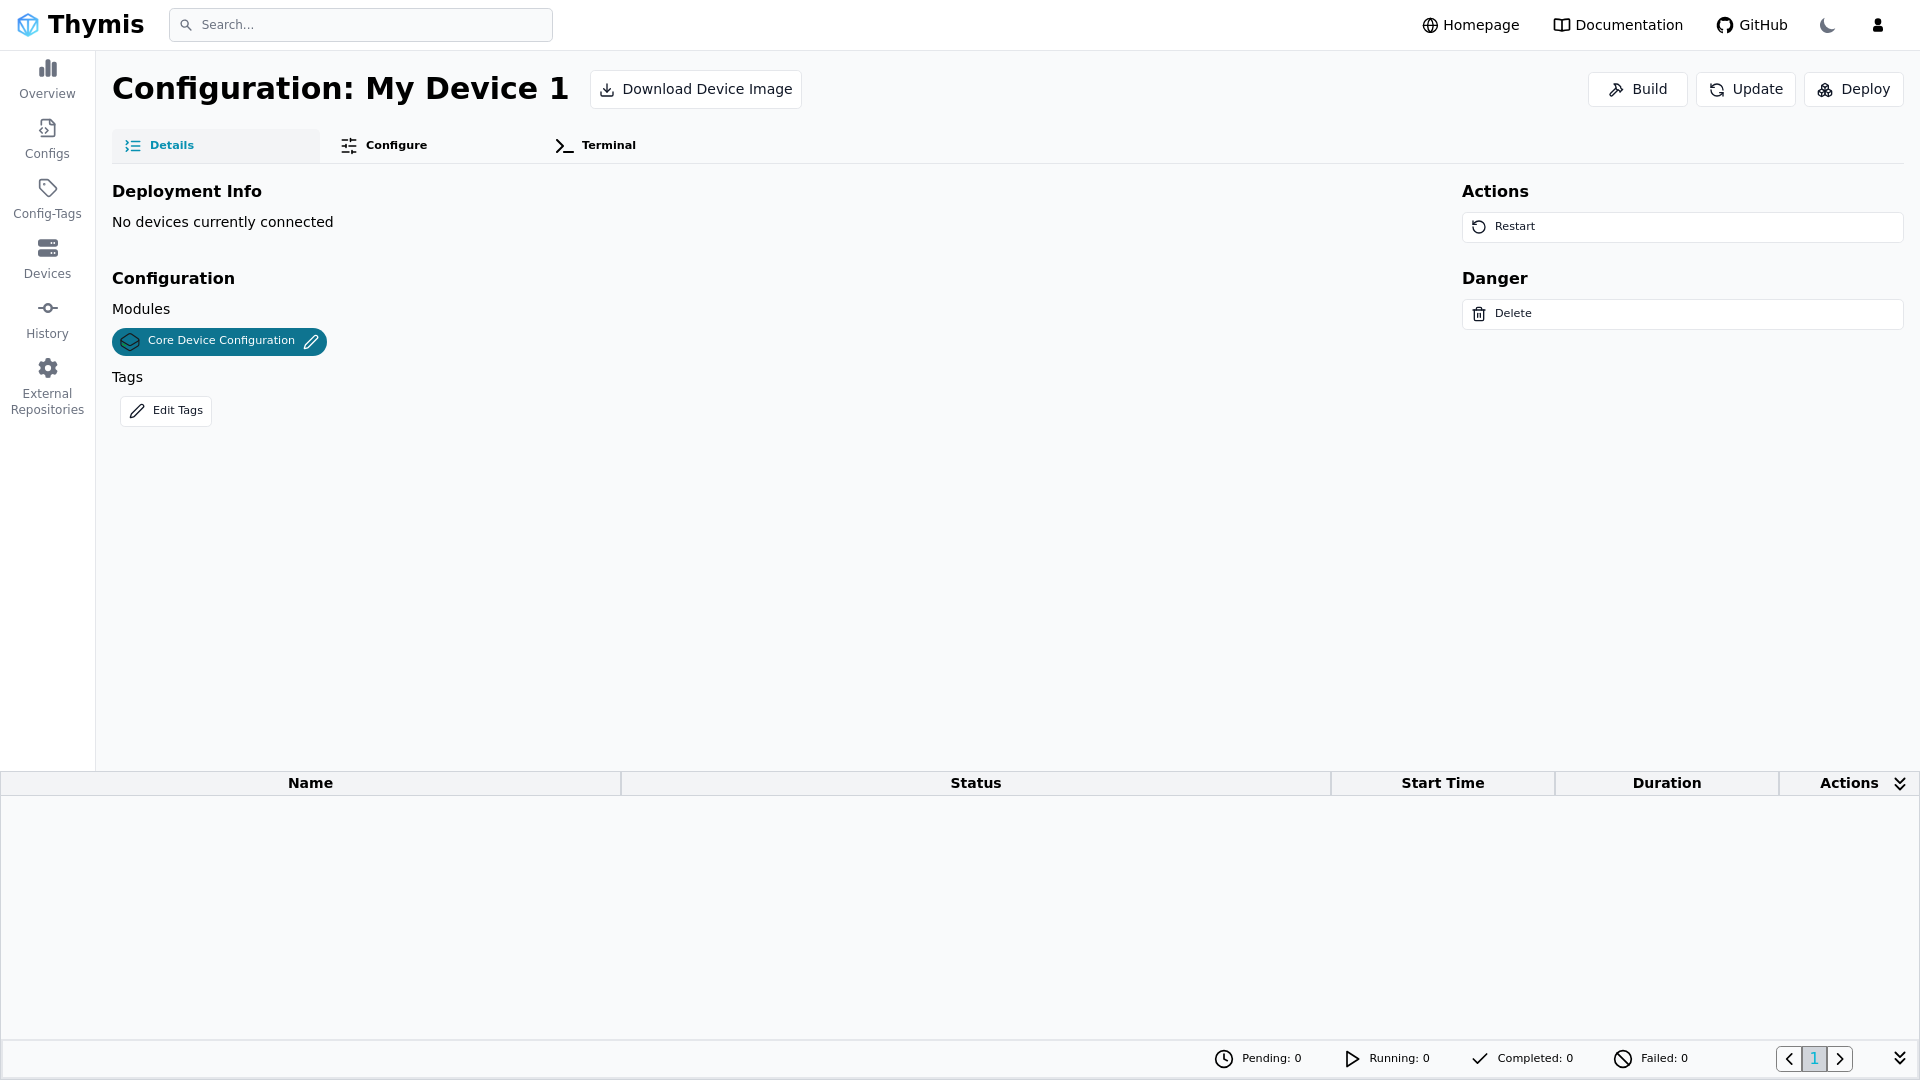 Thymis
Search...
Homepage
Documentation
GitHub
Overview
Configs
Config-Tags
Devices
History
External
Repositories
Configuration: My Device 1
Download Device Image
Build
Update
Deploy
Details
Configure
Terminal
Deployment Info
No devices currently connected
Configuration
Modules
Core Device Configuration
Tags
Edit Tags
Actions
Restart
Danger
Delete
Name
Status
Start Time
Duration
Actions
Pending: 0
Running: 0
Completed: 0
Failed: 0
1